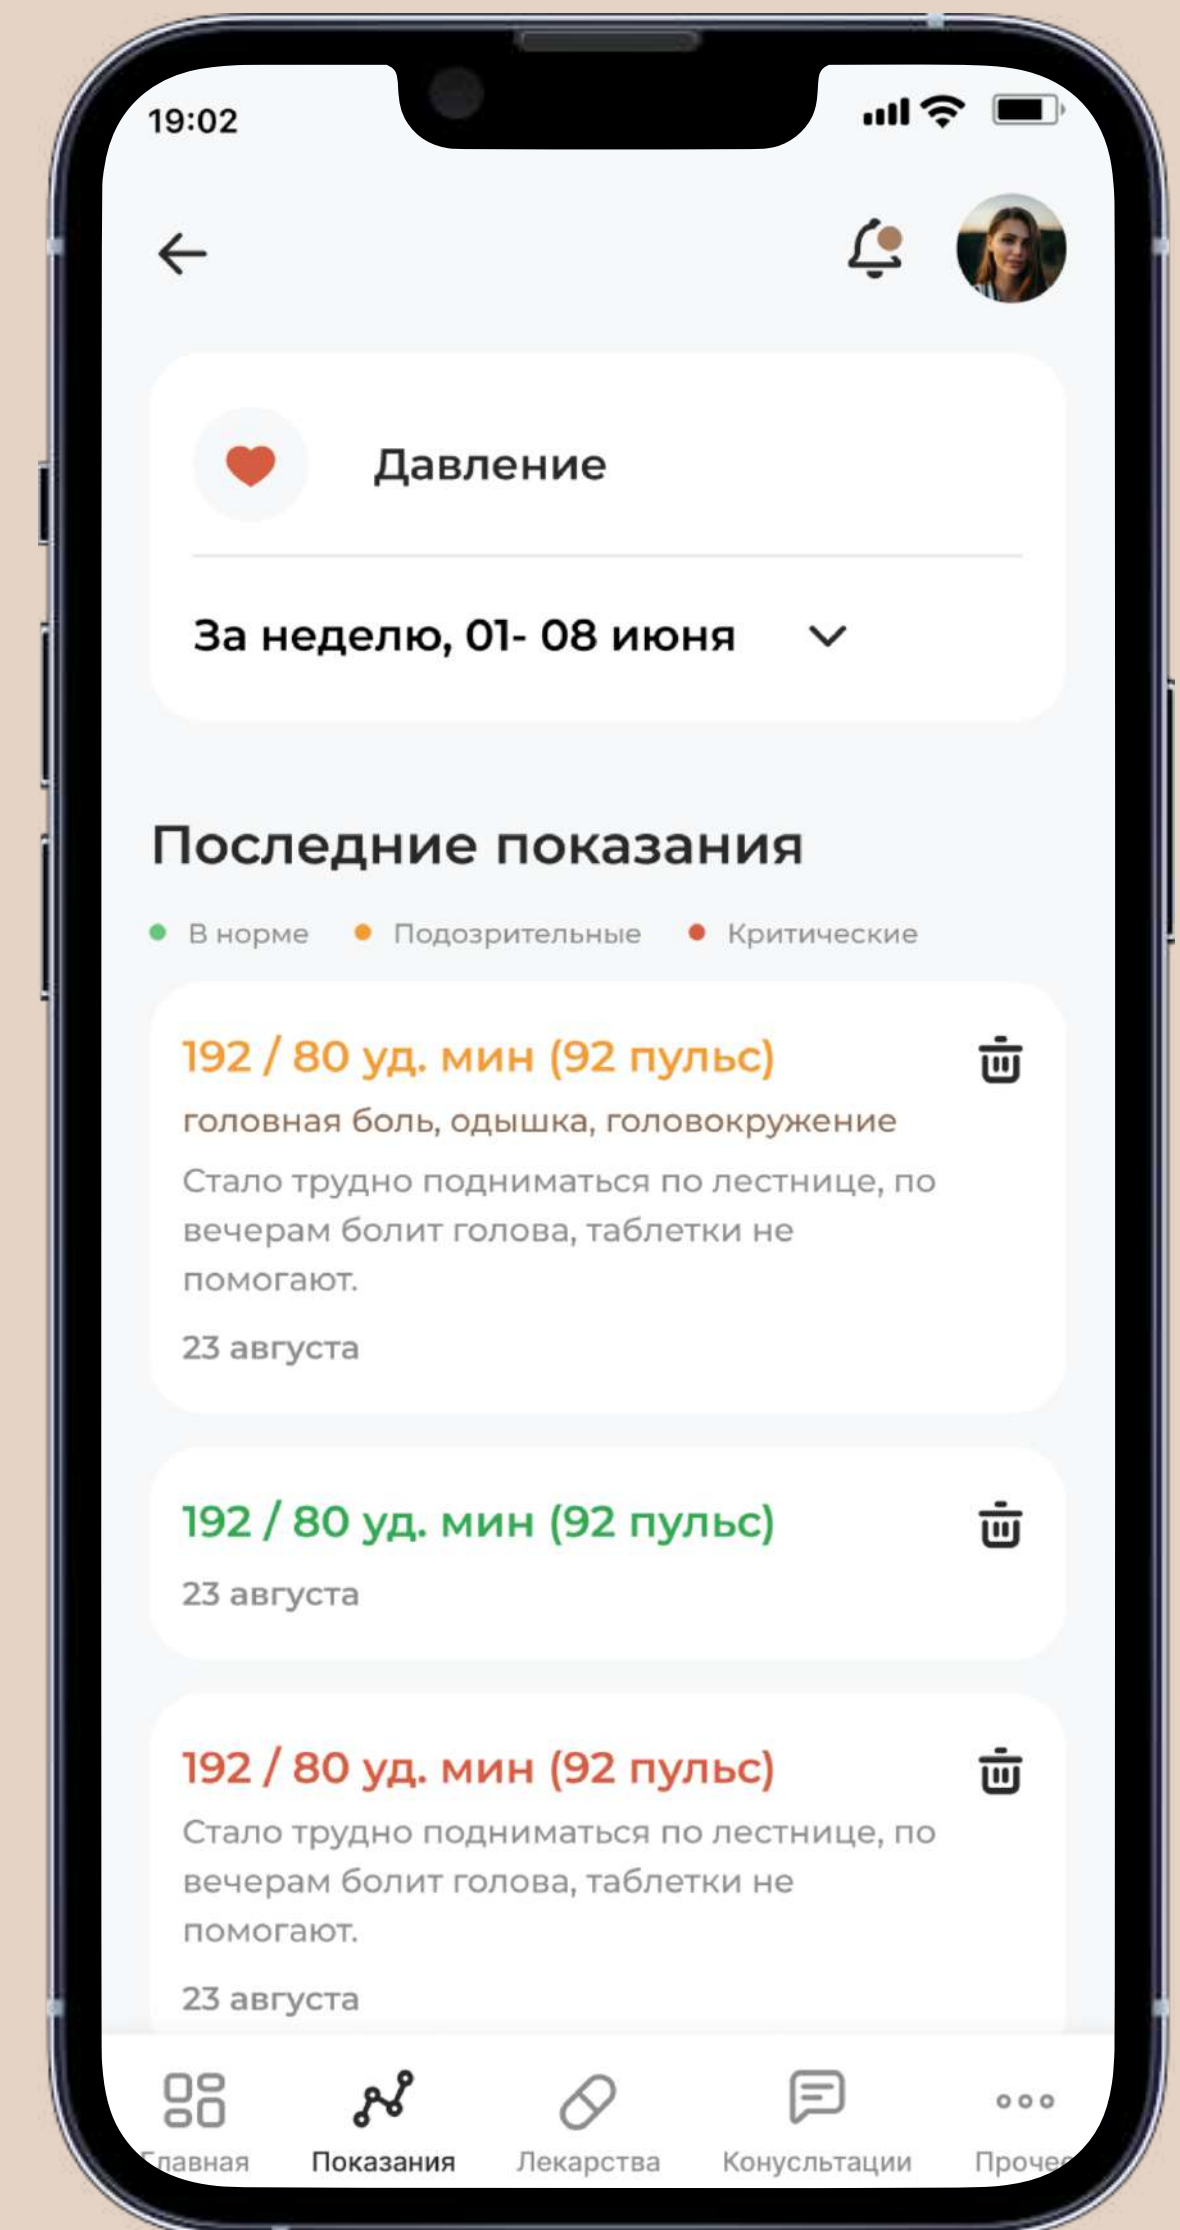 19:02
Давление
За неделю, 01- 08 июня
Последние показания
В норме Подозрительные Критические
192 / 80 уд. мин (92 пульс)
головная боль, одышка, головокружение
Стало трудно подниматься по лестнице, по
вечерам болит голова, таблетки не
помогают.
23 августа
192 / 80 уд. мин (92 пульс)
23 августа
192 / 80 уд. мин (92 пульс)
Стало трудно подниматься по лестнице, по
вечерам болит голова, таблетки не
помогают.
23 августа
Главная Показания Лекарства Конусльтации Прочее